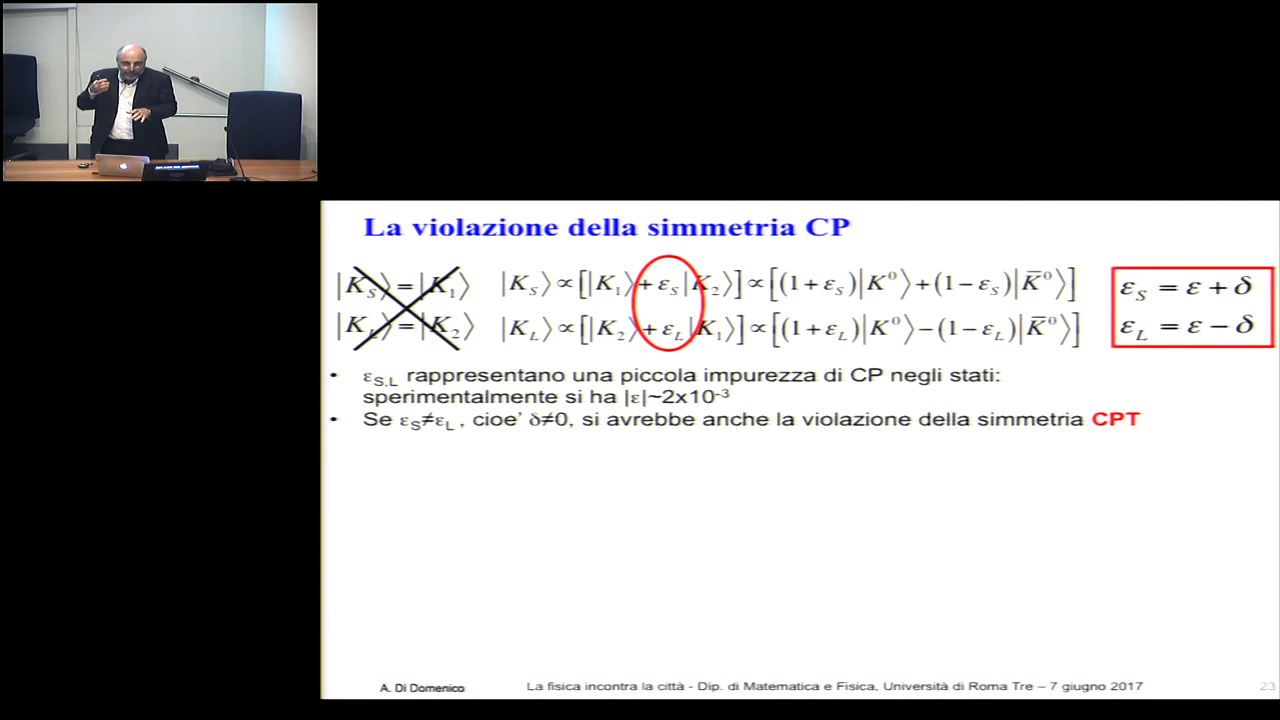 La violazione della simmetria CP
|K_S⟩ = |K_1⟩   |K_S⟩ ∝ [|K_1⟩ + ε_S |K_2⟩] ∝ [(1+ε_S)|K⁰⟩ + (1−ε_S)|K̄⁰⟩]   ε_S = ε + δ
|K_L⟩ = |K_2⟩   |K_L⟩ ∝ [|K_2⟩ + ε_L |K_1⟩] ∝ [(1+ε_L)|K⁰⟩ − (1−ε_L)|K̄⁰⟩]   ε_L = ε − δ
• ε_S,L rappresentano una piccola impurezza di CP negli stati:
sperimentalmente si ha |ε|~2x10⁻³
• Se ε_S≠ε_L , cioe' δ≠0, si avrebbe anche la violazione della simmetria CPT
A. Di Domenico   La fisica incontra la città - Dip. di Matematica e Fisica, Università di Roma Tre – 7 giugno 2017   23